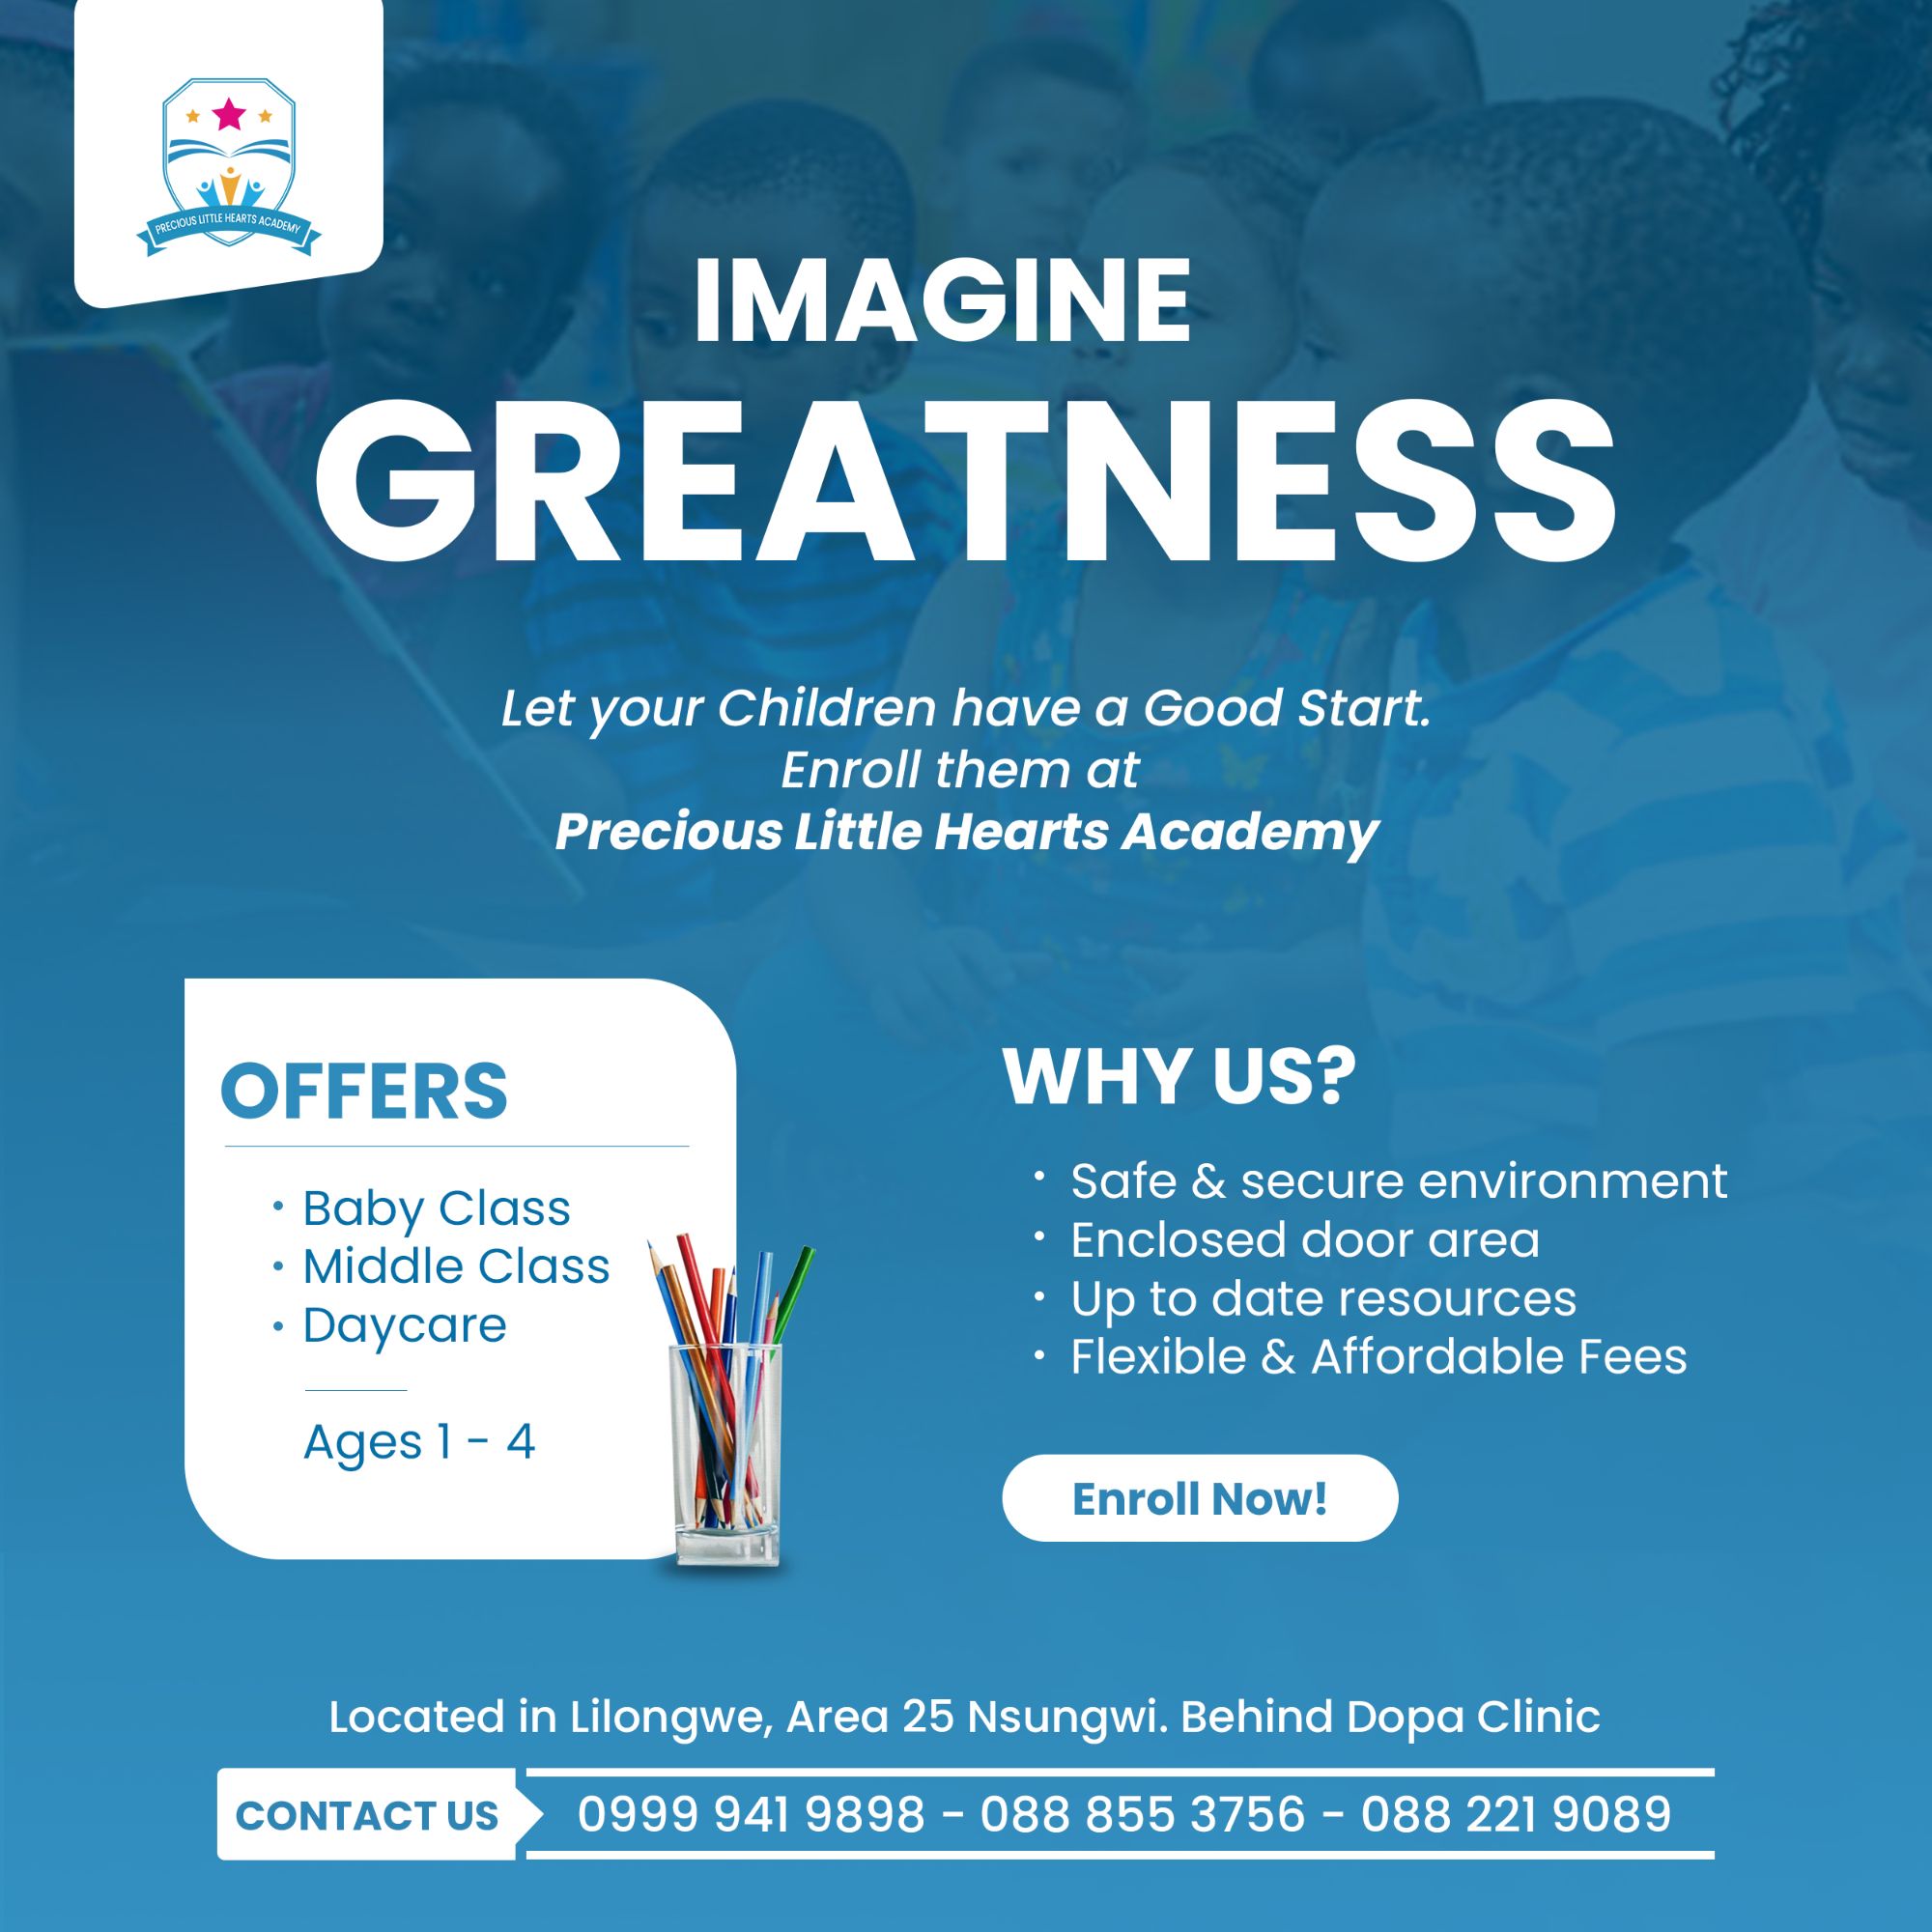 PRECIOUS LITTLE HEARTS ACADEMY
IMAGINE
GREATNESS
Let your Children have a Good Start.
Enroll them at
Precious Little Hearts Academy
OFFERS
• Baby Class
• Middle Class
• Daycare
Ages 1 - 4
WHY US?
• Safe & secure environment
• Enclosed door area
• Up to date resources
• Flexible & Affordable Fees
Enroll Now!
Located in Lilongwe, Area 25 Nsungwi. Behind Dopa Clinic
CONTACT US 0999 941 9898 - 088 855 3756 - 088 221 9089